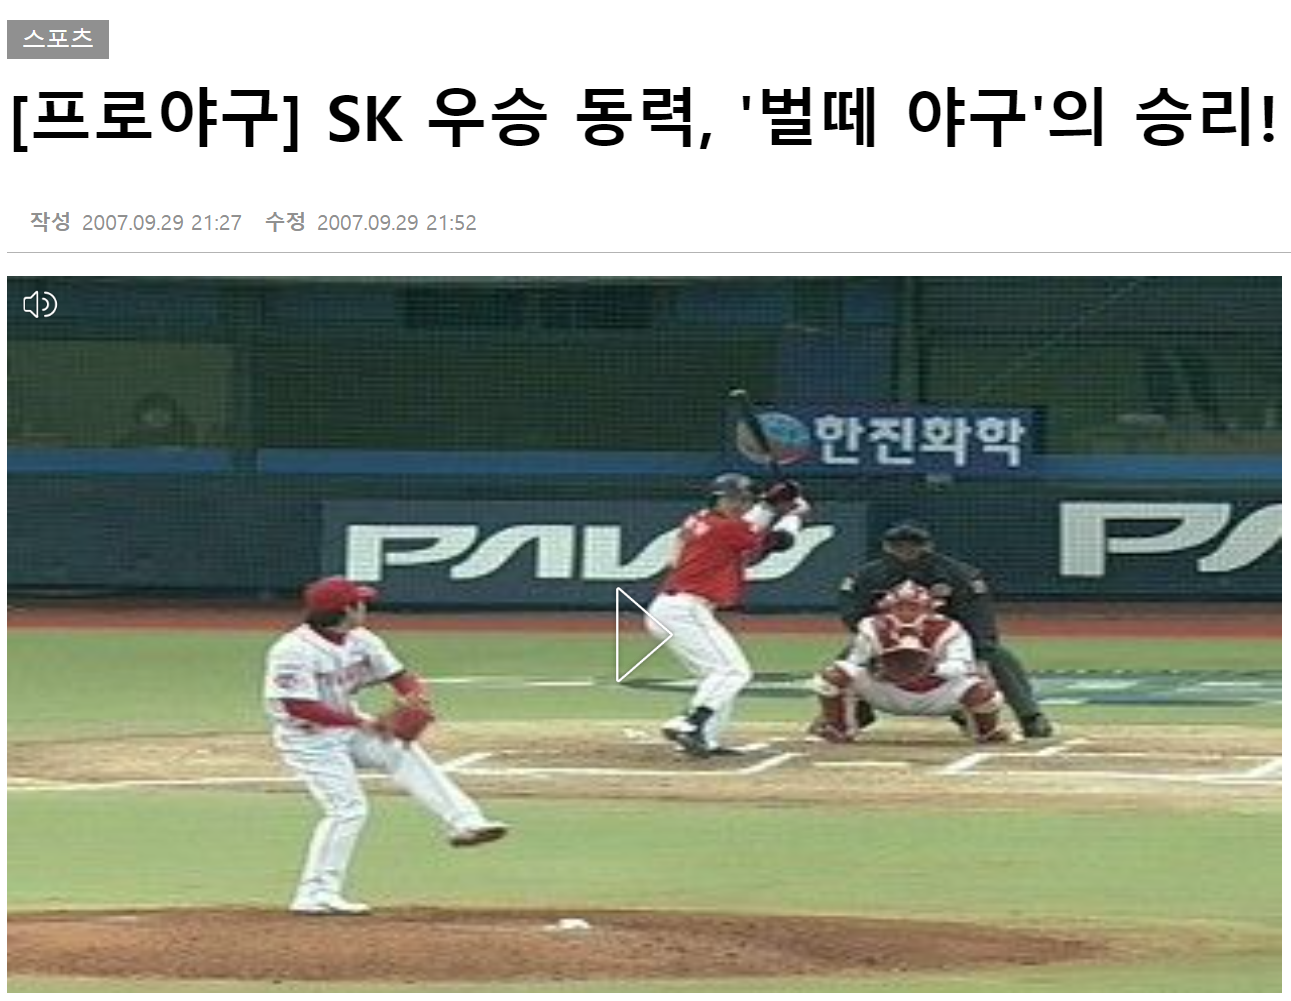 스포츠
[프로야구] SK 우승 동력, '벌떼 야구'의 승리!
작성 2007.09.29 21:27 수정 2007.09.29 21:52
한진화학
PAVV